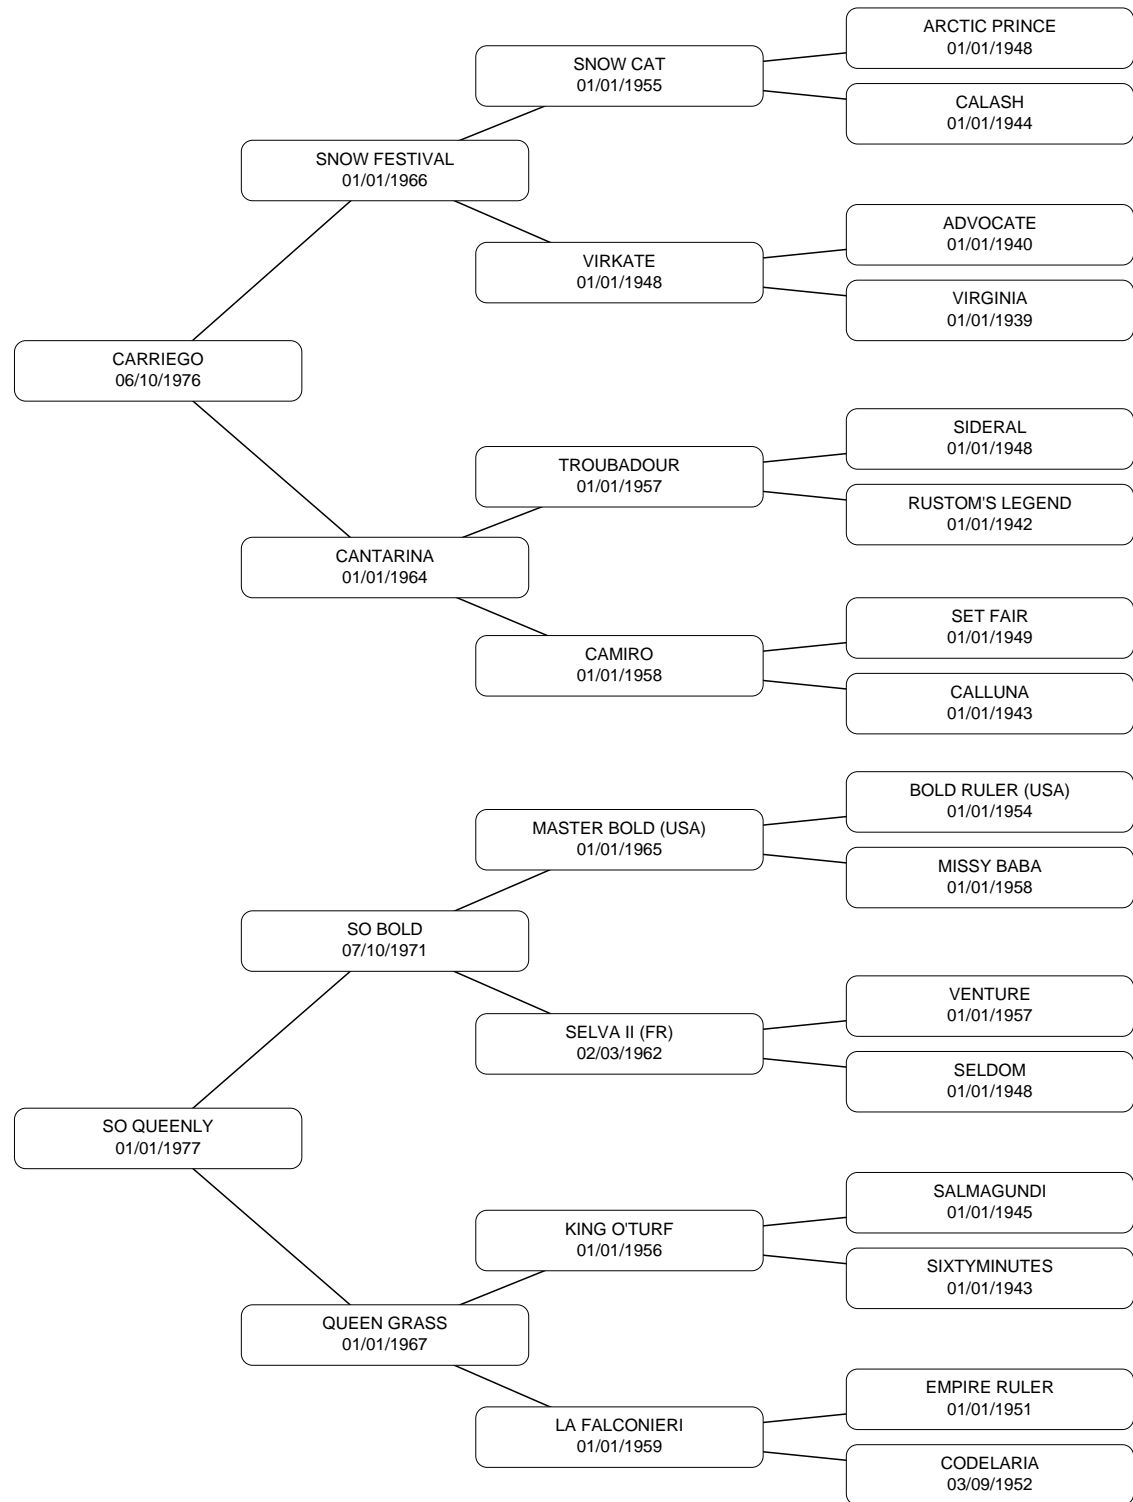 ARCTIC PRINCE
01/01/1948
SNOW CAT
01/01/1955
CALASH
01/01/1944
SNOW FESTIVAL
01/01/1966
ADVOCATE
01/01/1940
VIRKATE
01/01/1948
VIRGINIA
01/01/1939
CARRIEGO
06/10/1976
SIDERAL
01/01/1948
TROUBADOUR
01/01/1957
RUSTOM'S LEGEND
01/01/1942
CANTARINA
01/01/1964
SET FAIR
01/01/1949
CAMIRO
01/01/1958
CALLUNA
01/01/1943
BOLD RULER (USA)
01/01/1954
MASTER BOLD (USA)
01/01/1965
MISSY BABA
01/01/1958
SO BOLD
07/10/1971
VENTURE
01/01/1957
SELVA II (FR)
02/03/1962
SELDOM
01/01/1948
SO QUEENLY
01/01/1977
SALMAGUNDI
01/01/1945
KING O'TURF
01/01/1956
SIXTYMINUTES
01/01/1943
QUEEN GRASS
01/01/1967
EMPIRE RULER
01/01/1951
LA FALCONIERI
01/01/1959
CODELARIA
03/09/1952